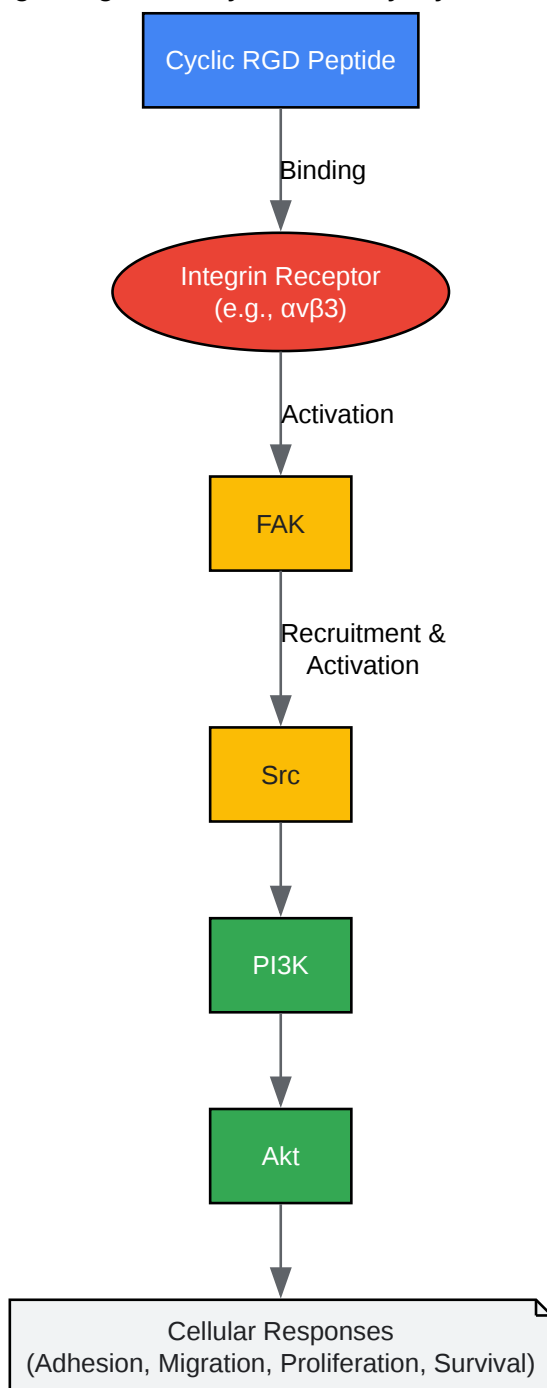 Cyclic RGD Peptide
Binding
Integrin Receptor
(e.g., αvβ3)
Activation
FAK
Recruitment &
Activation
Src
PI3K
Akt
Cellular Responses
(Adhesion, Migration, Proliferation, Survival)